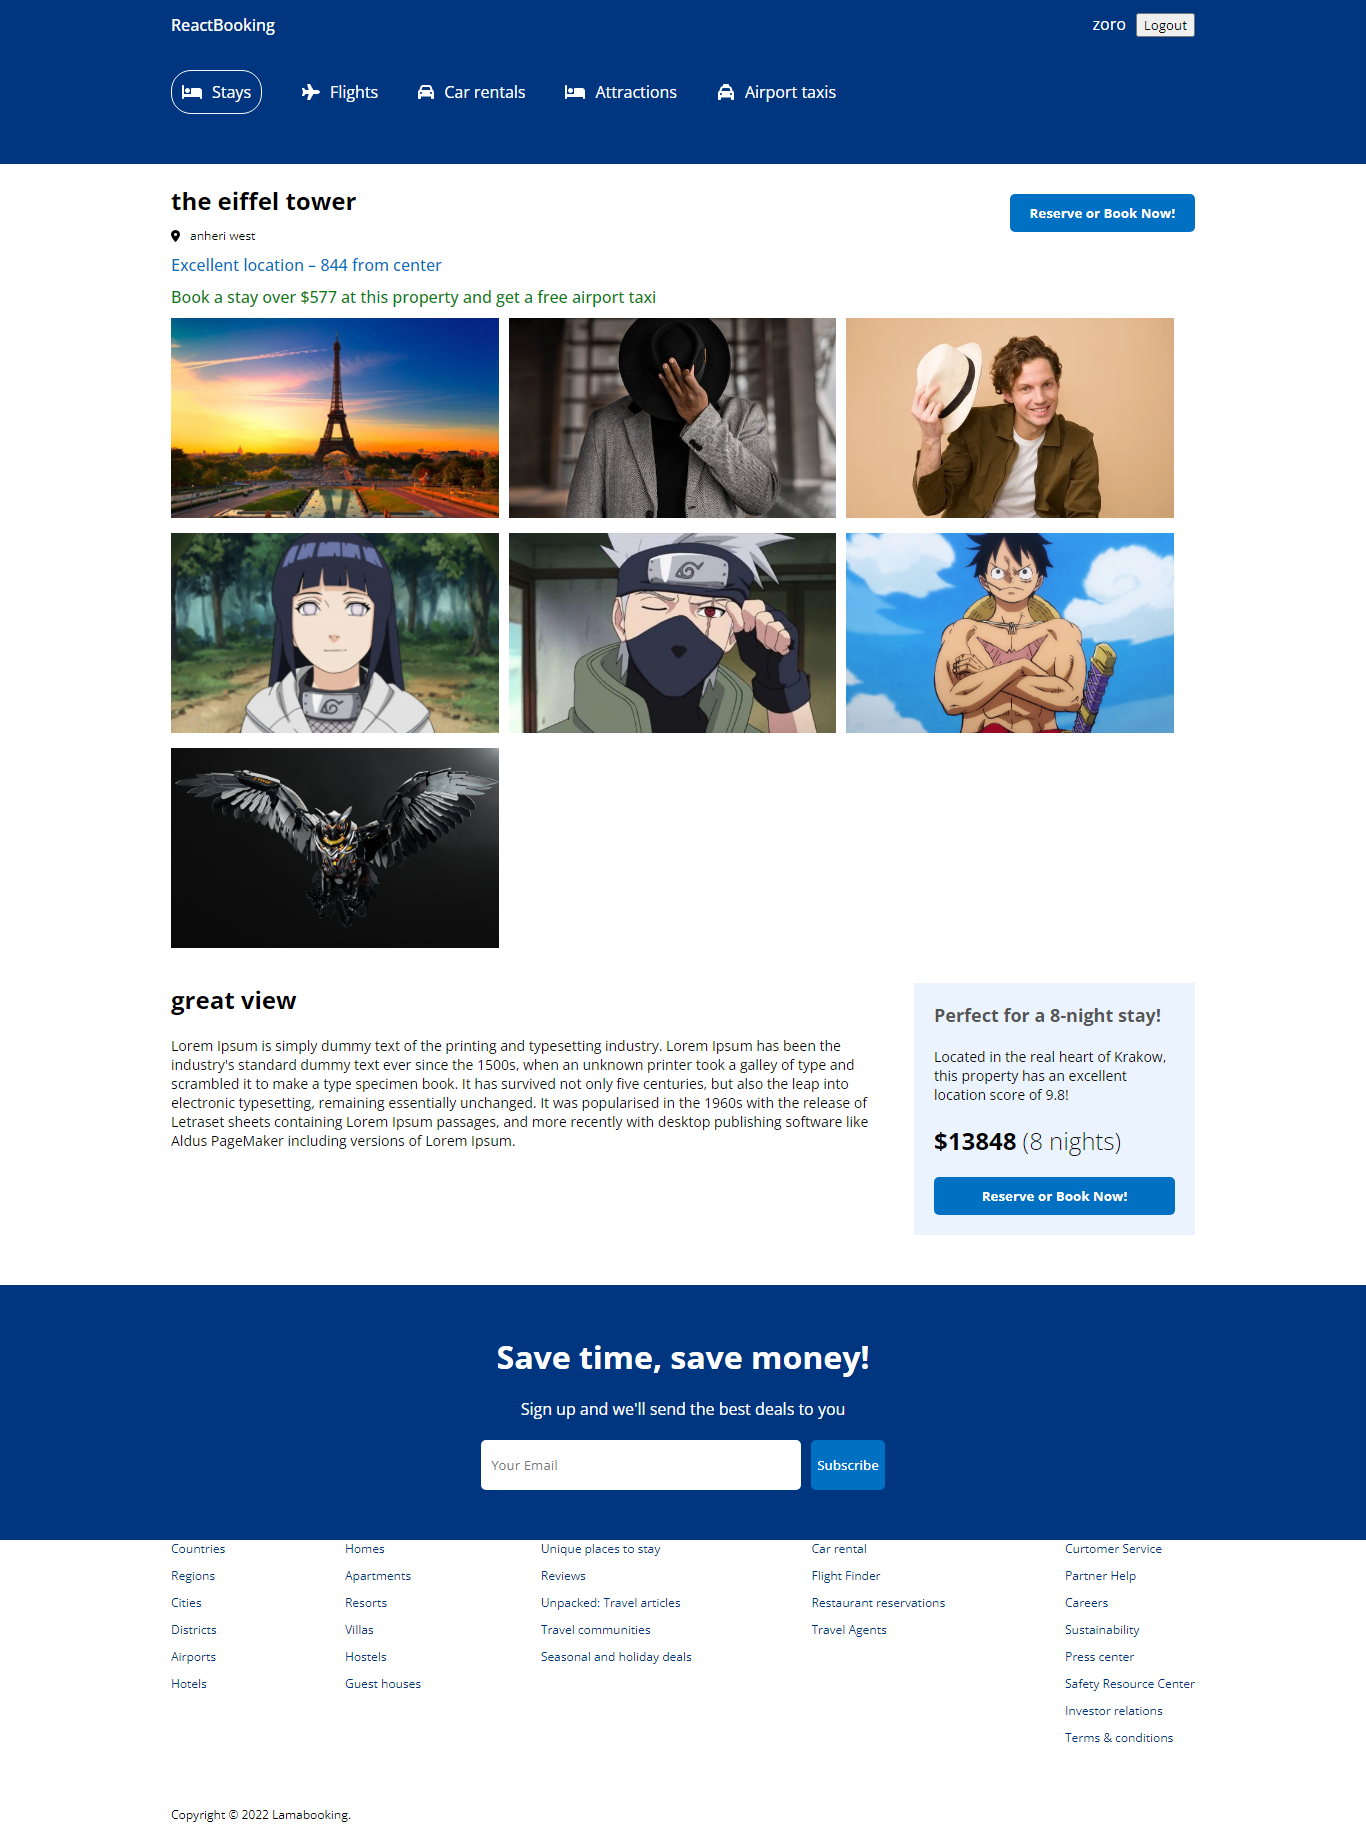 ReactBooking
zoro Logout
Stays Flights Car rentals Attractions Airport taxis
the eiffel tower
Reserve or Book Now!
anheri west
Excellent location – 844 from center
Book a stay over $577 at this property and get a free airport taxi
great view
Lorem Ipsum is simply dummy text of the printing and typesetting industry. Lorem Ipsum has been the
industry's standard dummy text ever since the 1500s, when an unknown printer took a galley of type and
scrambled it to make a type specimen book. It has survived not only five centuries, but also the leap into
electronic typesetting, remaining essentially unchanged. It was popularised in the 1960s with the release of
Letraset sheets containing Lorem Ipsum passages, and more recently with desktop publishing software like
Aldus PageMaker including versions of Lorem Ipsum.
Perfect for a 8-night stay!
Located in the real heart of Krakow,
this property has an excellent
location score of 9.8!
$13848 (8 nights)
Reserve or Book Now!
Save time, save money!
Sign up and we'll send the best deals to you
Your Email
Subscribe
Countries
Regions
Cities
Districts
Airports
Hotels
Homes
Apartments
Resorts
Villas
Hostels
Guest houses
Unique places to stay
Reviews
Unpacked: Travel articles
Travel communities
Seasonal and holiday deals
Car rental
Flight Finder
Restaurant reservations
Travel Agents
Curtomer Service
Partner Help
Careers
Sustainability
Press center
Safety Resource Center
Investor relations
Terms & conditions
Copyright © 2022 Lamabooking.